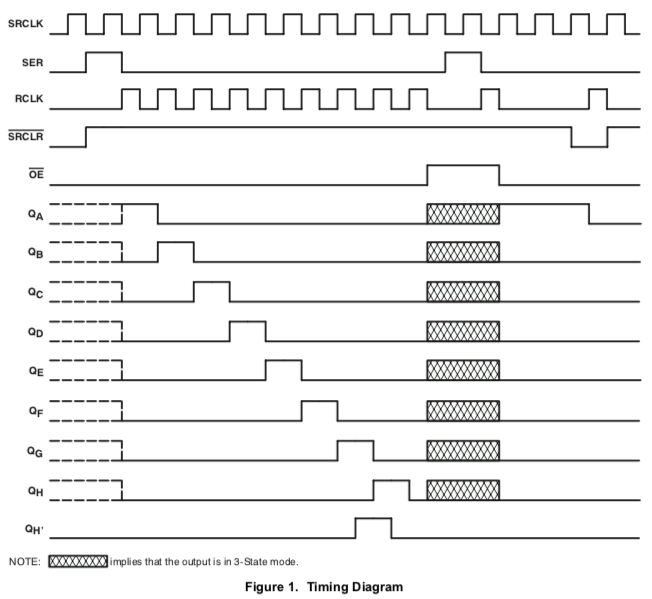 SRCLK
SER
RCLK
SRCLR
OE
QA
QB
QC
QD
QE
QF
QG
QH
QH'
NOTE: implies that the output is in 3-State mode.
Figure 1. Timing Diagram